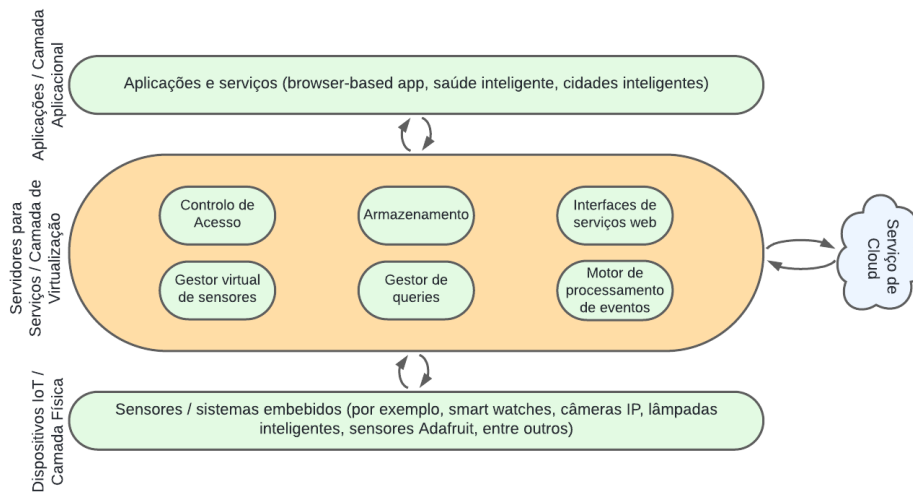 Aplicações / Camada
Aplicacional
Aplicações e serviços (browser-based app, saúde inteligente, cidades inteligentes)
Servidores para
Serviços / Camada de
Virtualização
Controlo de
Acesso
Armazenamento
Interfaces de
serviços web
Gestor virtual
de sensores
Gestor de
queries
Motor de
processamento
de eventos
Serviço de
Cloud
Dispositivos IoT /
Camada Física
Sensores / sistemas embebidos (por exemplo, smart watches, câmeras IP, lâmpadas
inteligentes, sensores Adafruit, entre outros)